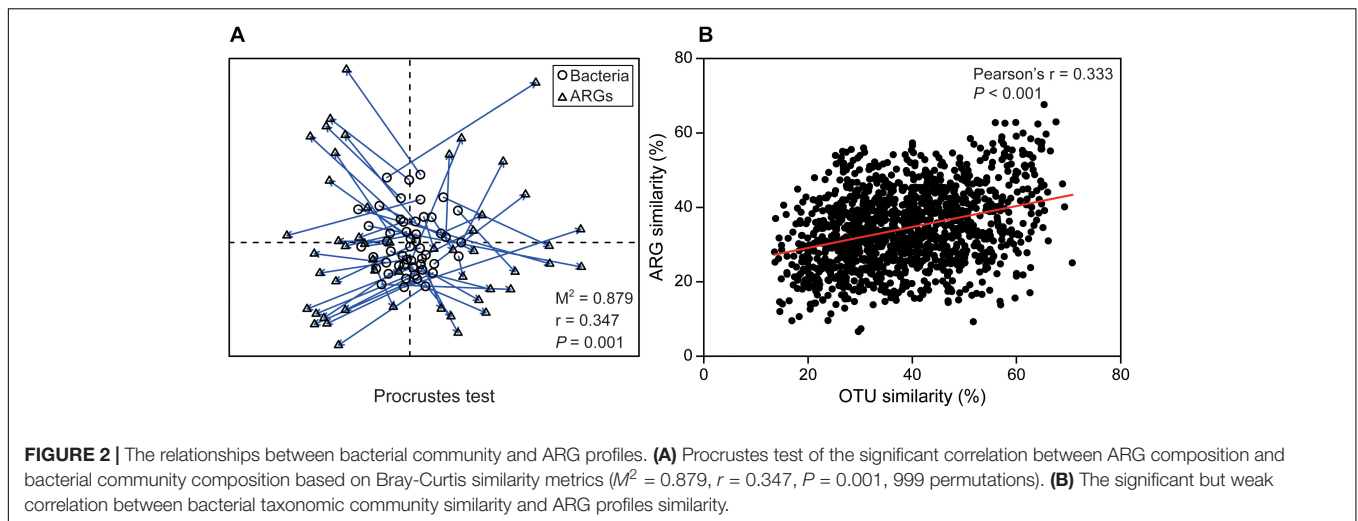 A
Bacteria
ARGs
M² = 0.879
r = 0.347
P = 0.001
Procrustes test
B
Pearson's r = 0.333
P < 0.001
80
60
40
20
0
ARG similarity (%)
0 20 40 60 80
OTU similarity (%)
FIGURE 2 | The relationships between bacterial community and ARG profiles. (A) Procrustes test of the significant correlation between ARG composition and
bacterial community composition based on Bray-Curtis similarity metrics (M² = 0.879, r = 0.347, P = 0.001, 999 permutations). (B) The significant but weak
correlation between bacterial taxonomic community similarity and ARG profiles similarity.